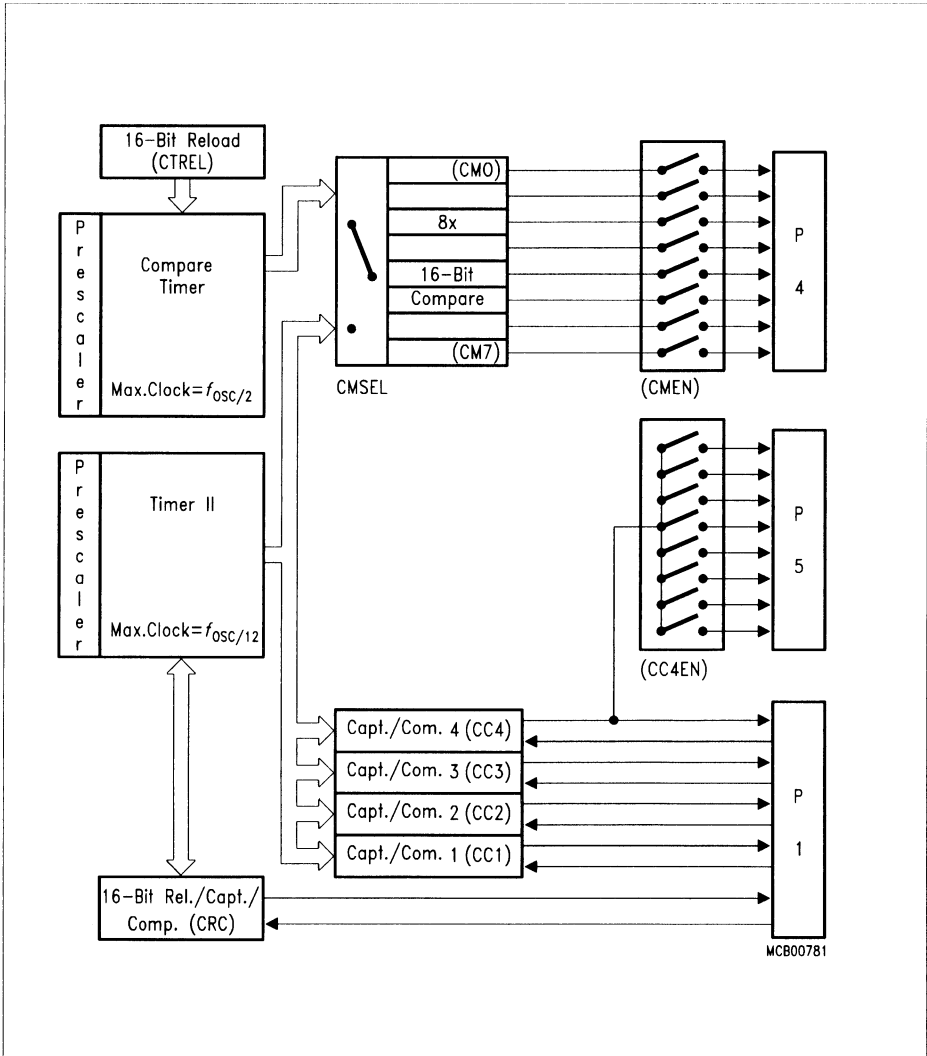 16-Bit Reload
(CTREL)
Prescaler
Compare
Timer
Max.Clock=fOSC/2
(CM0)
8x
16-Bit
Compare
(CM7)
CMSEL
(CMEN)
P
4
Prescaler
Timer II
Max.Clock=fOSC/12
(CC4EN)
P
5
Capt./Com. 4 (CC4)
Capt./Com. 3 (CC3)
Capt./Com. 2 (CC2)
Capt./Com. 1 (CC1)
P
1
16-Bit Rel./Capt./
Comp. (CRC)
MCB00781